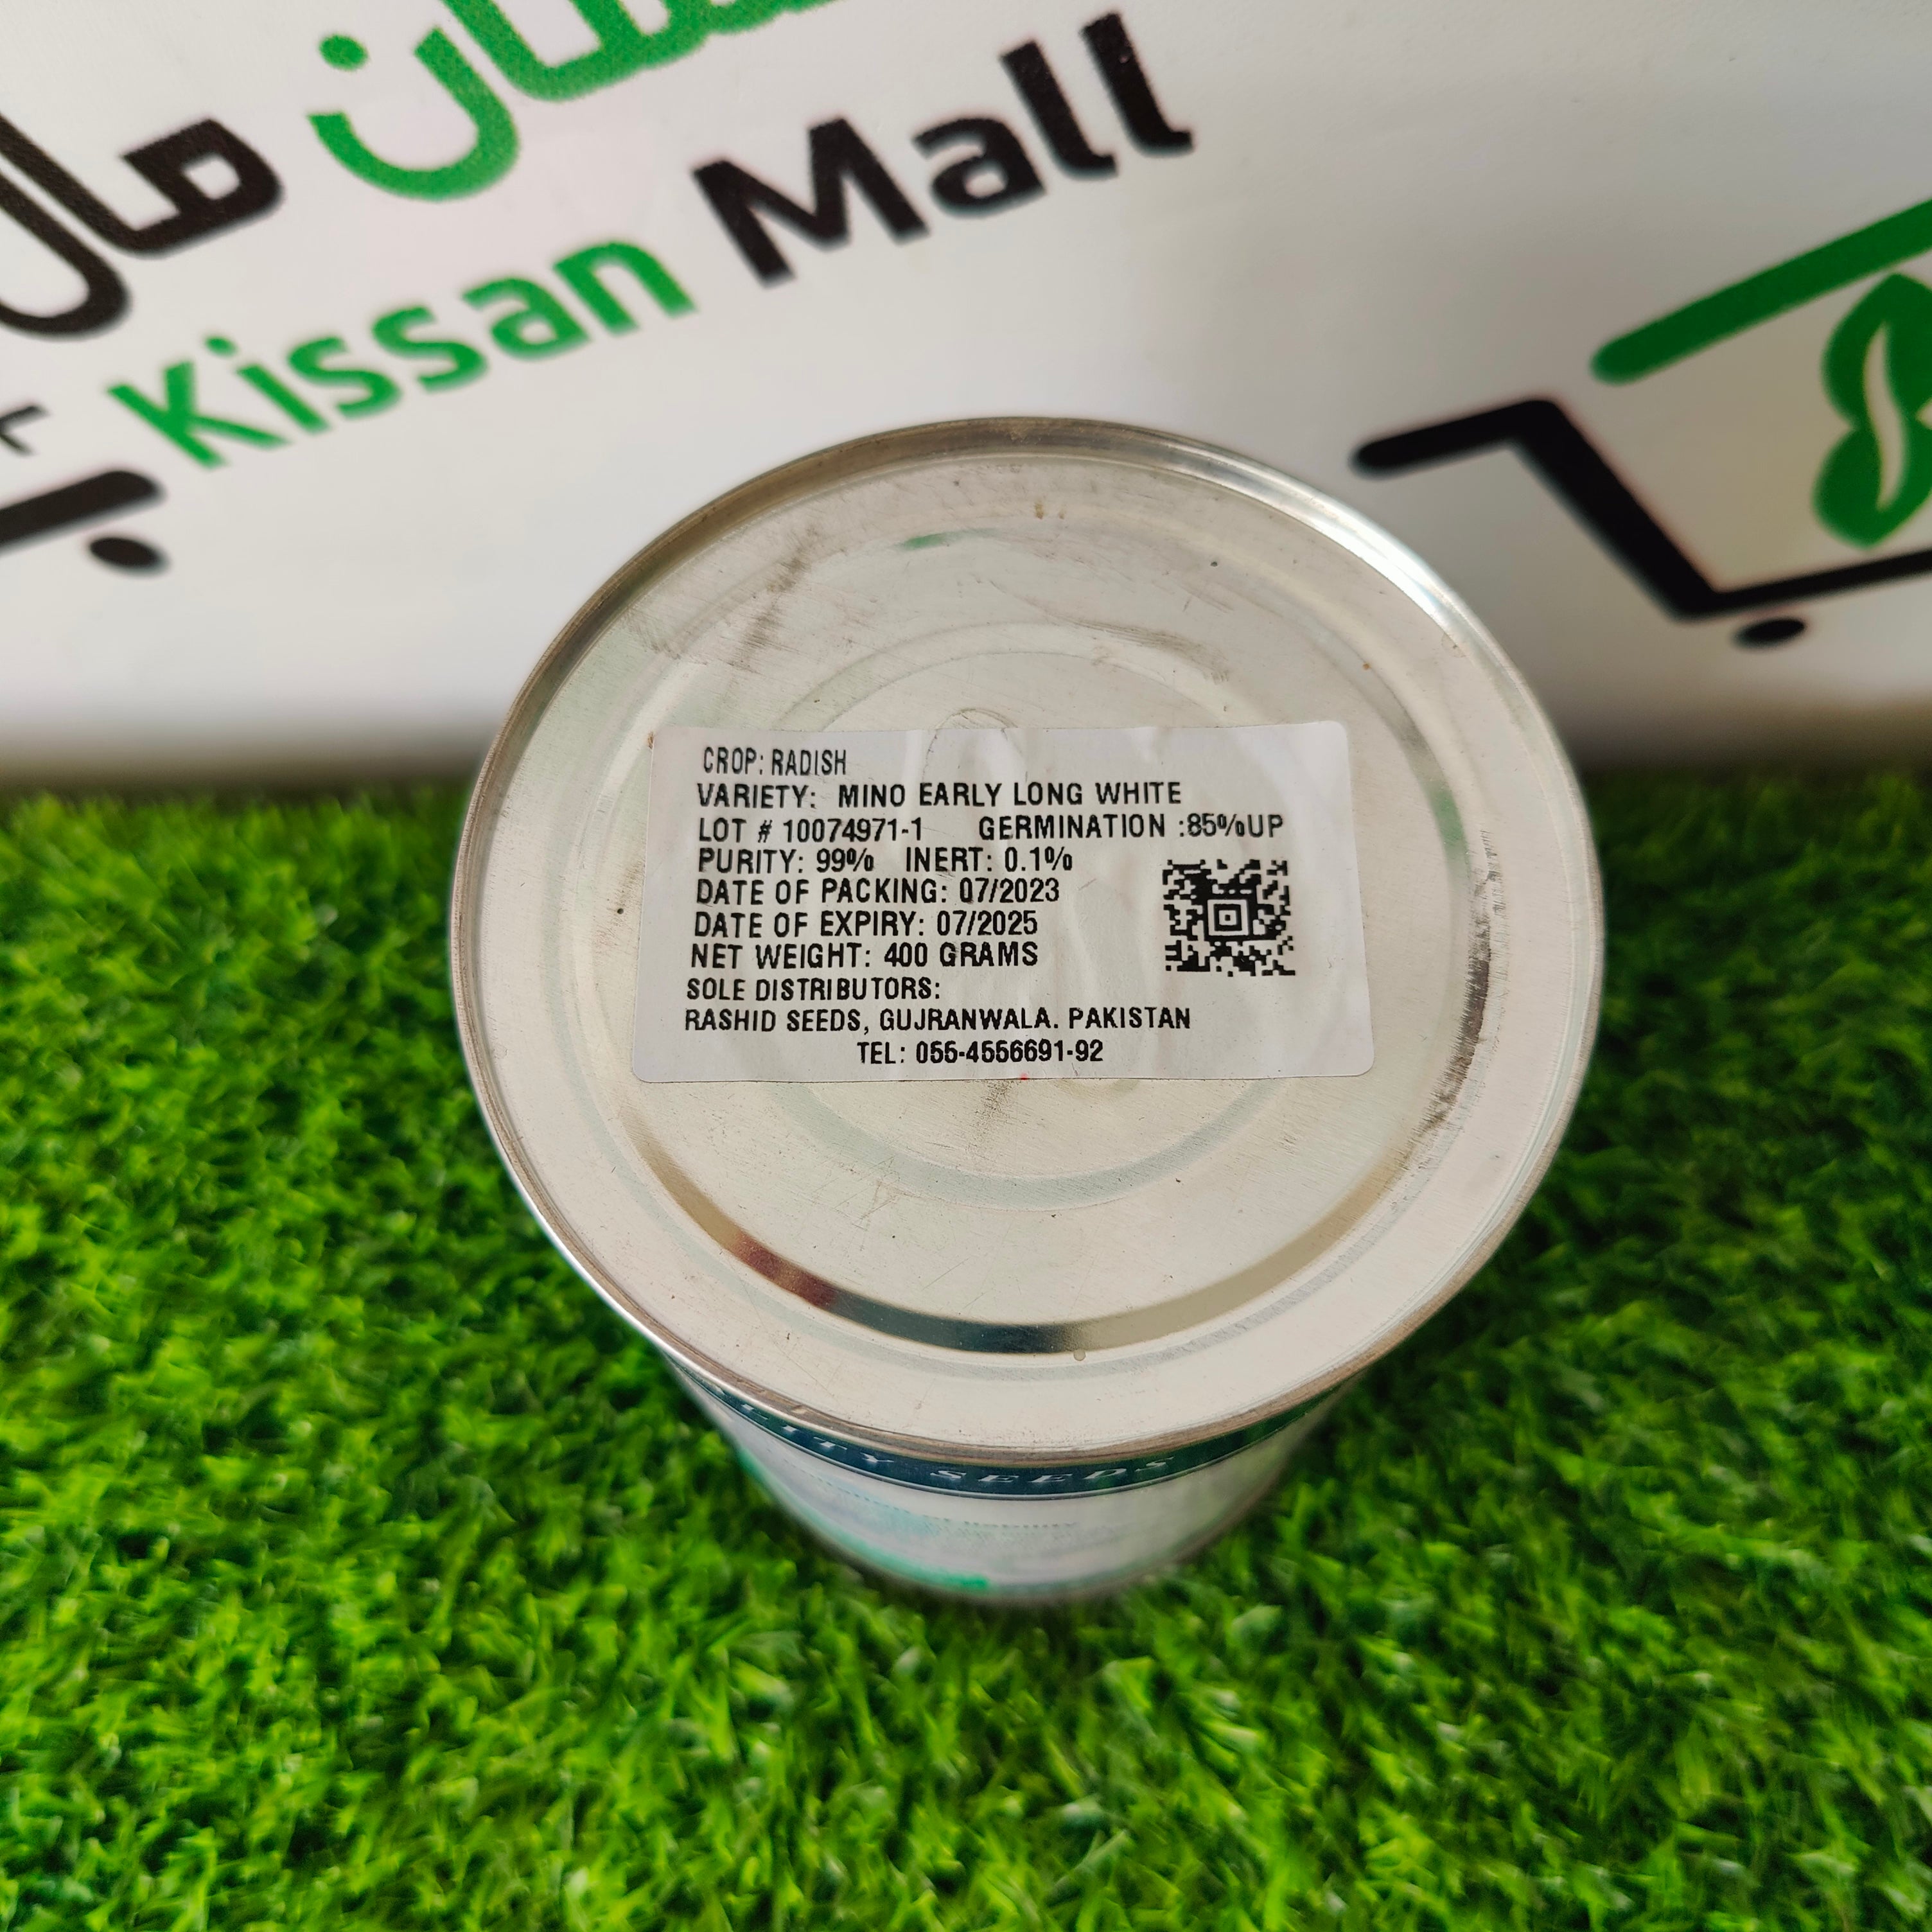 مال
Kissan Mall
CROP: RADISH
VARIETY: MINO EARLY LONG WHITE
LOT # 10074971-1 GERMINATION :85%UP
PURITY: 99% INERT: 0.1%
DATE OF PACKING: 07/2023
DATE OF EXPIRY: 07/2025
NET WEIGHT: 400 GRAMS
SOLE DISTRIBUTORS:
RASHID SEEDS, GUJRANWALA. PAKISTAN
TEL: 055-4556691-92
SEEDS